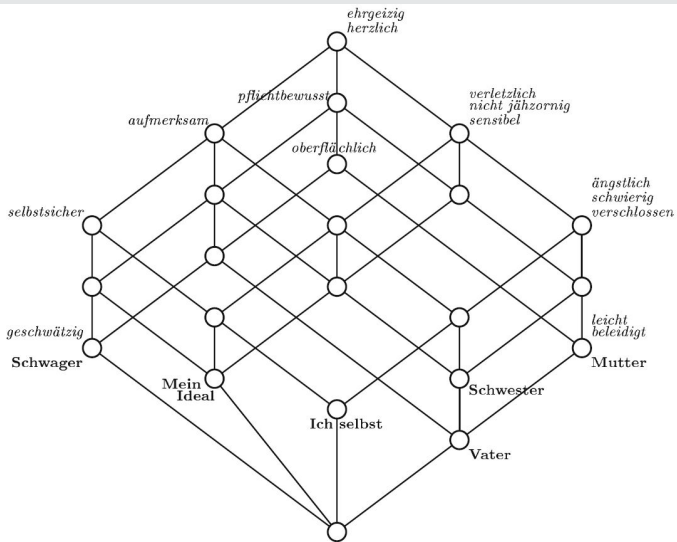 ehrgeizig
herzlich
pflichtbewusst
verletzlich
nicht jähzornig
sensibel
aufmerksam
oberflächlich
ängstlich
schwierig
verschlossen
selbstsicher
geschwätzig
Schwager
leicht
beleidigt
Mutter
Mein
Ideal
Schwester
Ich selbst
Vater